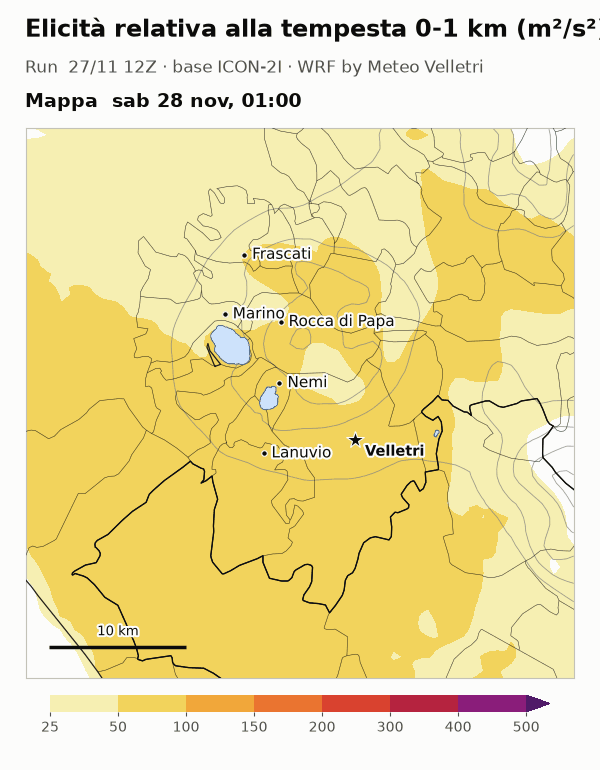 Elicità relativa alla tempesta 0-1 km (m²/s²)
Run 27/11 12Z · base ICON-2I · WRF by Meteo Velletri
Mappa sab 28 nov, 01:00
Frascati
Marino
Rocca di Papa
Nemi
Velletri
Lanuvio
10 km
25 50 100 150 200 300 400 500